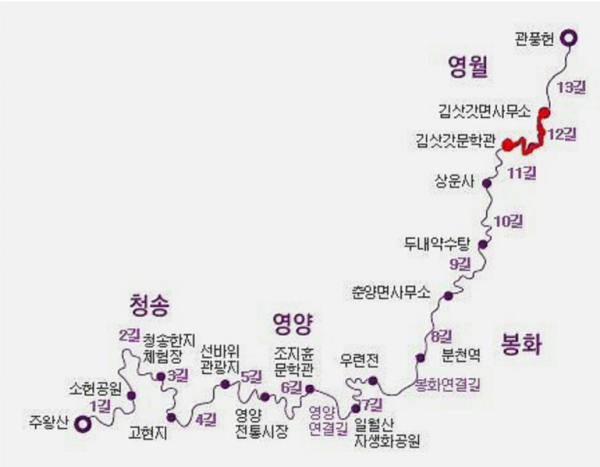 관풍헌
영월
13길
김삿갓면사무소
12길
김삿갓문학관
11길
상운사
10길
두내약수탕
9길
춘양면사무소
8길
봉화
분천역
봉화연결길
청송
영양
2길
청송한지
체험장
3길
선바위
관광지
5길
조지훈
문학관
6길
우련전
소헌공원
1길
주왕산
고현지
4길
영양
전통시장
영양
연결길
7길
일월산
자생화공원